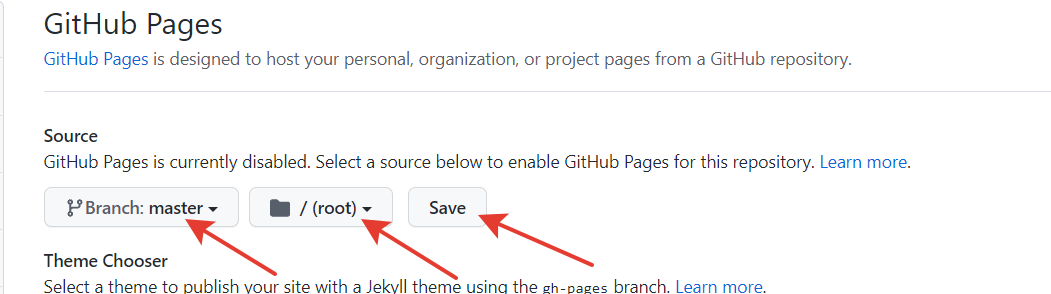 GitHub Pages
GitHub Pages is designed to host your personal, organization, or project pages from a GitHub repository.
Source
GitHub Pages is currently disabled. Select a source below to enable GitHub Pages for this repository. Learn more.
Branch: master / (root) Save
Theme Chooser
Select a theme to publish your site with a Jekyll theme using the gh-pages branch. Learn more.